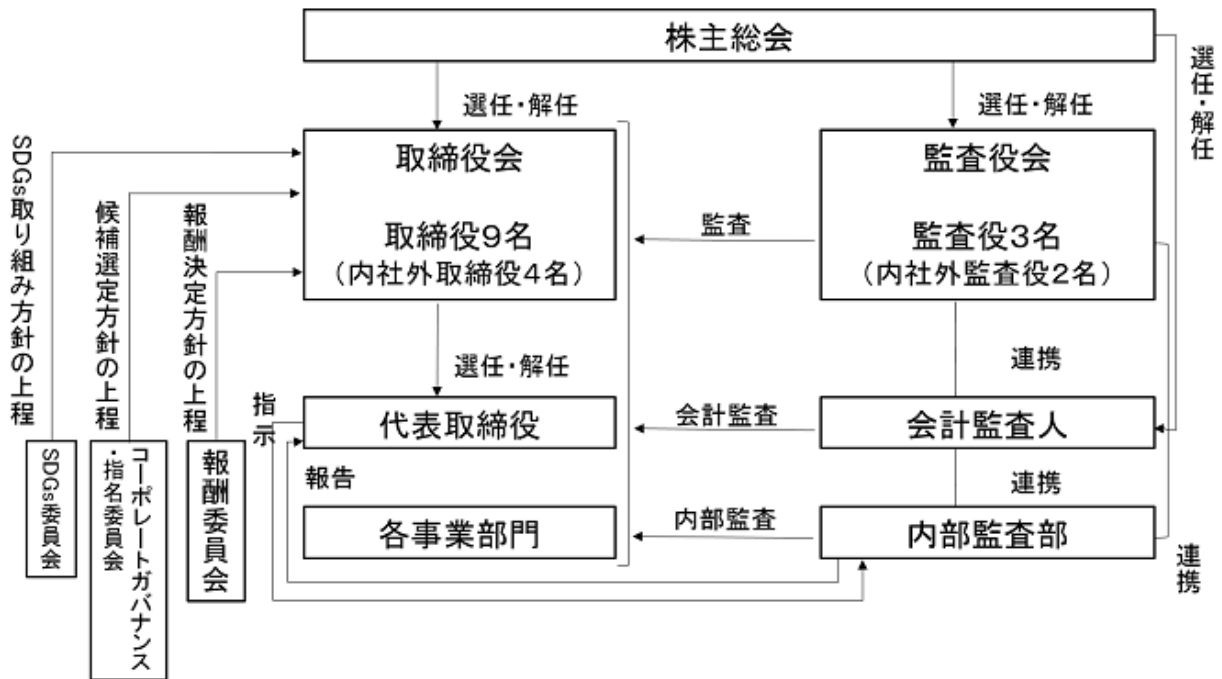 株主総会
選任・解任
選任・解任
選任・解任
取締役会
取締役9名
（内社外取締役4名）
監査役会
監査役3名
（内社外監査役2名）
監査
SDGs取り組み方針の上程
候補選定方針の上程
報酬決定方針の上程
選任・解任
連携
指示
代表取締役
会計監査
会計監査人
報告
連携
各事業部門
内部監査
内部監査部
連携
SDGs委員会
コーポレートガバナンス
・指名委員会
報酬委員会